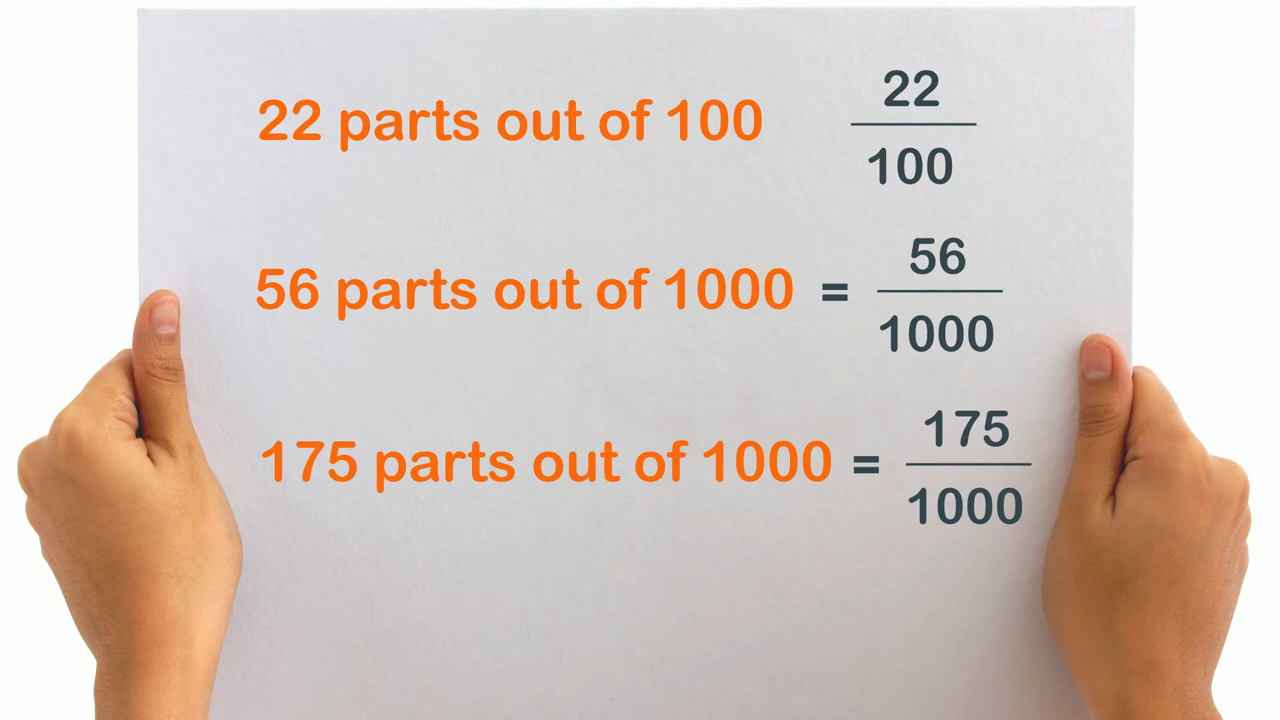 22 parts out of 100 22/100
56 parts out of 1000 = 56/1000
175 parts out of 1000 = 175/1000